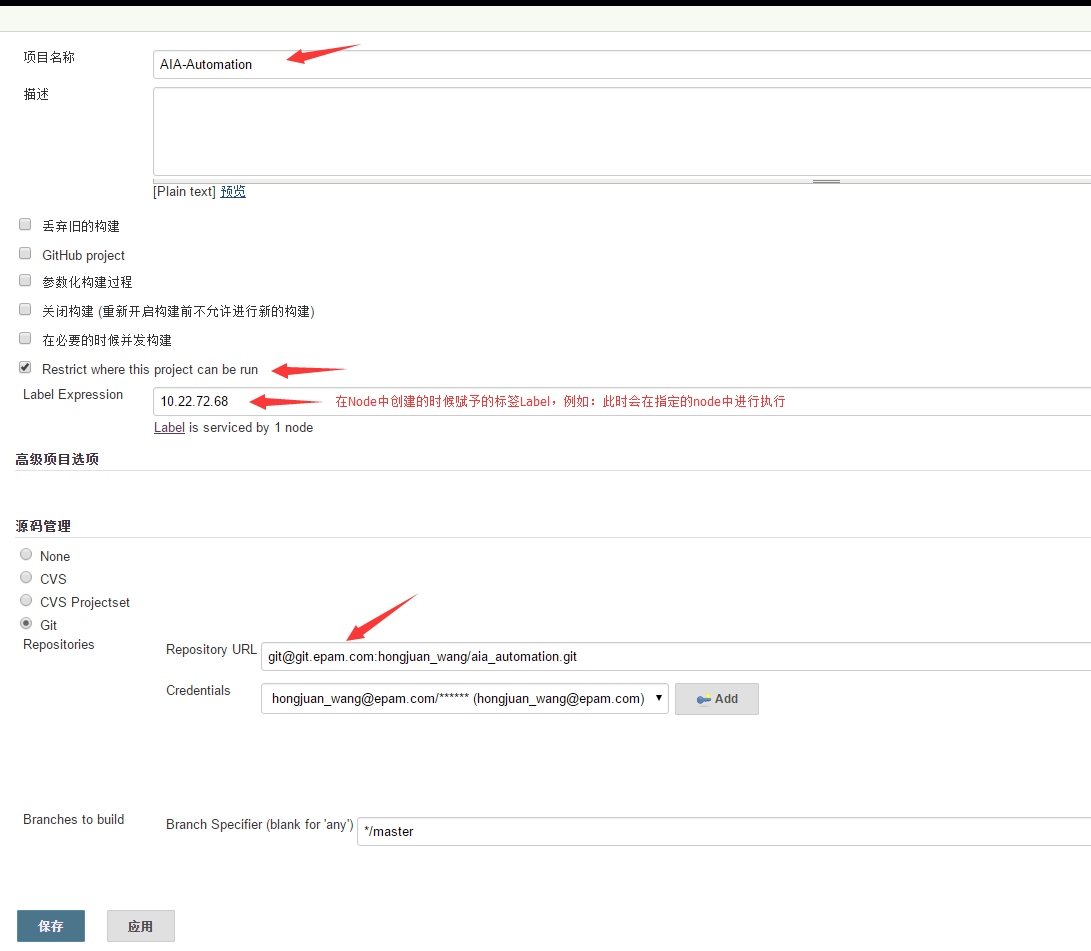 项目名称
AIA-Automation
描述
[Plain text] 预览
丢弃旧的构建
GitHub project
参数化构建过程
关闭构建 (重新开启构建前不允许进行新的构建)
在必要的时候并发构建
Restrict where this project can be run
Label Expression
10.22.72.68 在Node中创建的时候赋予的标签Label，例如：此时会在指定的node中进行执行
Label is serviced by 1 node
高级项目选项
源码管理
None
CVS
CVS Projectset
Git
Repositories
Repository URL git@git.epam.com:hongjuan_wang/aia_automation.git
Credentials hongjuan_wang@epam.com/****** (hongjuan_wang@epam.com) Add
Branches to build
Branch Specifier (blank for 'any') */master
保存 应用